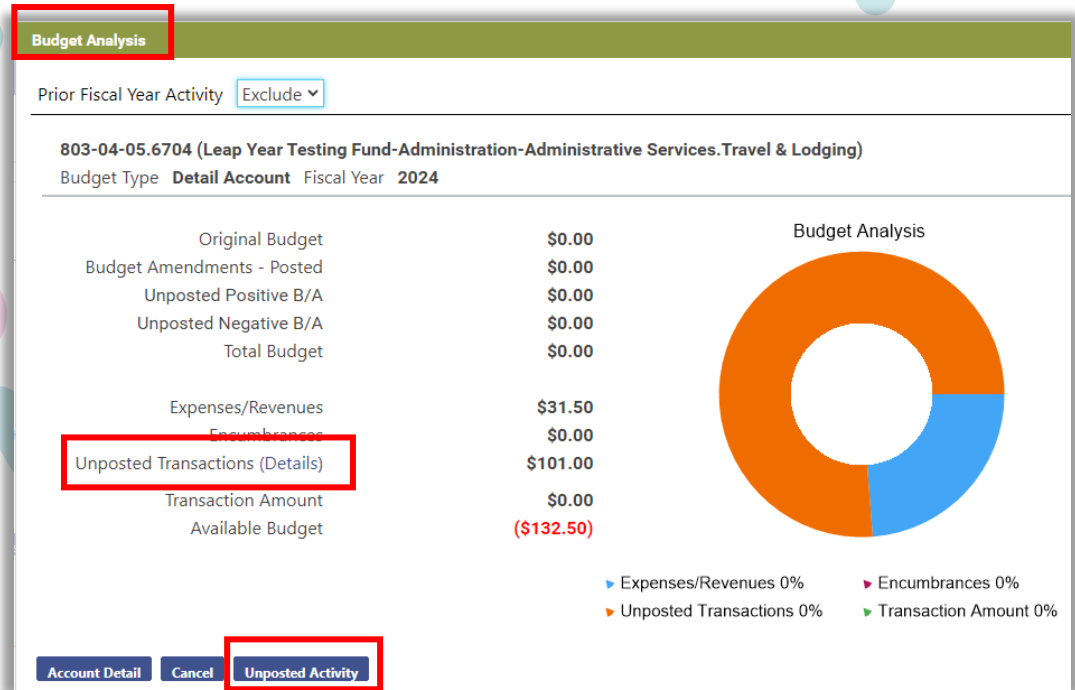 Budget Analysis
Prior Fiscal Year Activity Exclude
803-04-05.6704 (Leap Year Testing Fund-Administration-Administrative Services.Travel & Lodging)
Budget Type Detail Account Fiscal Year 2024
Original Budget $0.00
Budget Amendments - Posted $0.00
Unposted Positive B/A $0.00
Unposted Negative B/A $0.00
Total Budget $0.00
Expenses/Revenues $31.50
Encumbrances $0.00
Unposted Transactions (Details) $101.00
Transaction Amount $0.00
Available Budget ($132.50)
Budget Analysis
Expenses/Revenues 0% Encumbrances 0%
Unposted Transactions 0% Transaction Amount 0%
Account Detail Cancel Unposted Activity